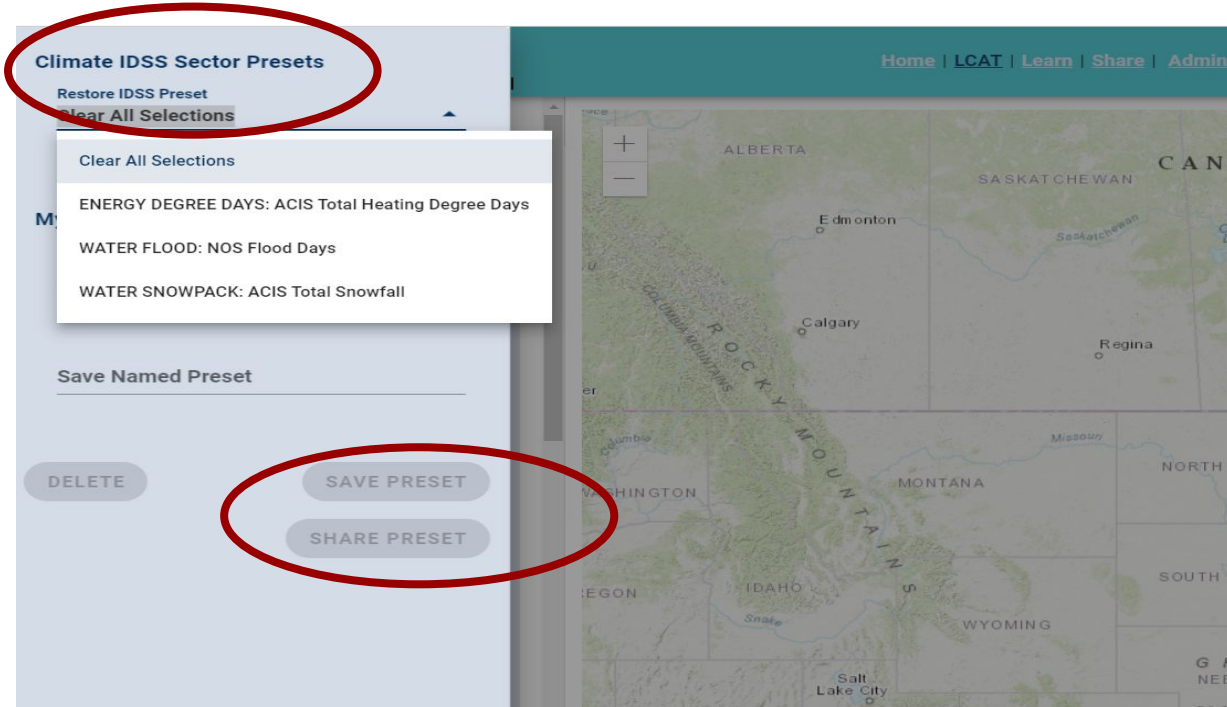 Climate IDSS Sector Presets
Restore IDSS Preset
Clear All Selections
Clear All Selections
ENERGY DEGREE DAYS: ACIS Total Heating Degree Days
WATER FLOOD: NOS Flood Days
WATER SNOWPACK: ACIS Total Snowfall
Save Named Preset
DELETE
SAVE PRESET
SHARE PRESET
Home | LCAT | Learn | Share | Admin
ALBERTA
SASKATCHEWAN
CAN
Edmonton
COLUMBIA MOUNTAINS
ROCKY MOUNTAINS
Calgary
Regina
Missouri
NORTH
MONTANA
IDAHO
Snake
SOUTH
WYOMING
Salt
Lake City